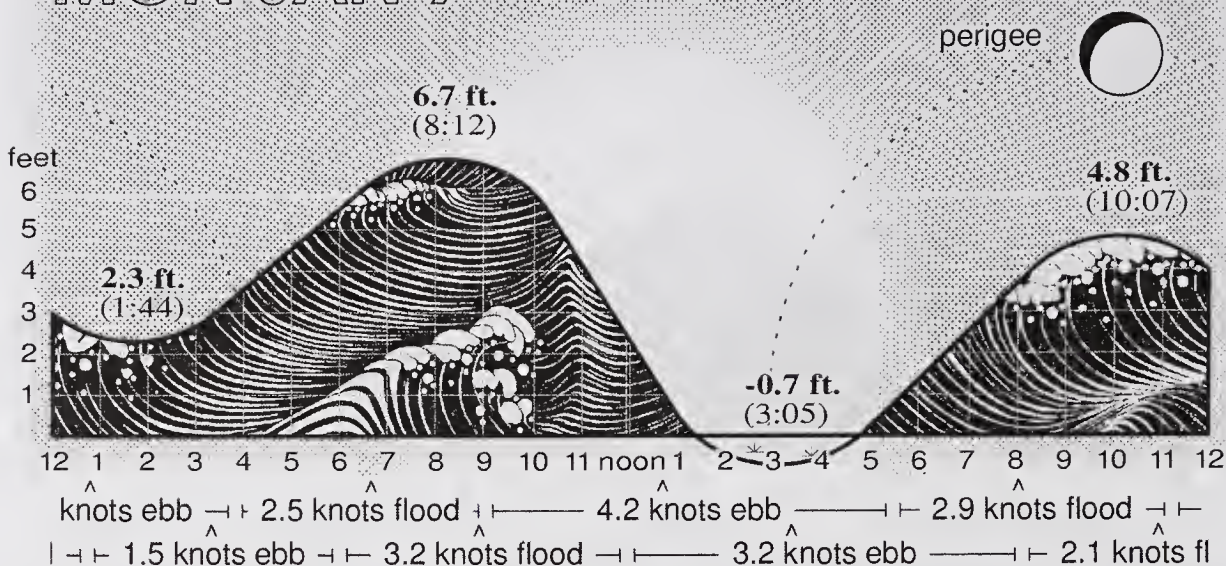 perigee
6.7 ft.
(8:12)
feet
4.8 ft.
(10:07)
6
5
4
3
2
1
2.3 ft.
(1:44)
-0.7 ft.
(3:05)
12 1 2 3 4 5 6 7 8 9 10 11 noon 1 2 3 4 5 6 7 8 9 10 11 12
knots ebb 2.5 knots flood 4.2 knots ebb 2.9 knots flood
1.5 knots ebb 3.2 knots flood 3.2 knots ebb 2.1 knots fl